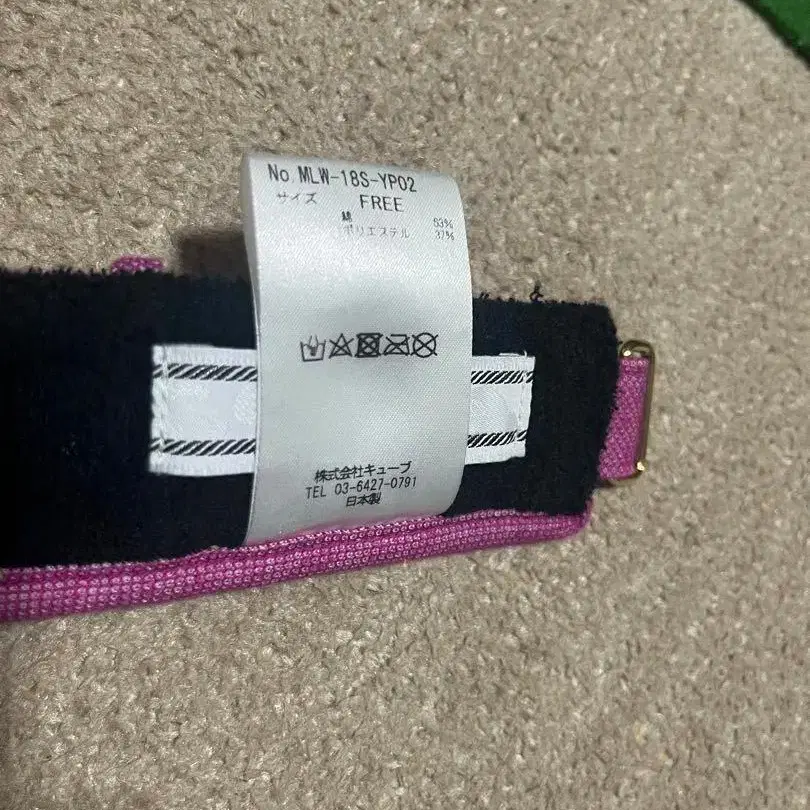 No MLW-18S-YP02
サイズ FREE
綿 63%
ポリエステル 37%
株式会社キューブ
TEL 03-6427-0791
日本製